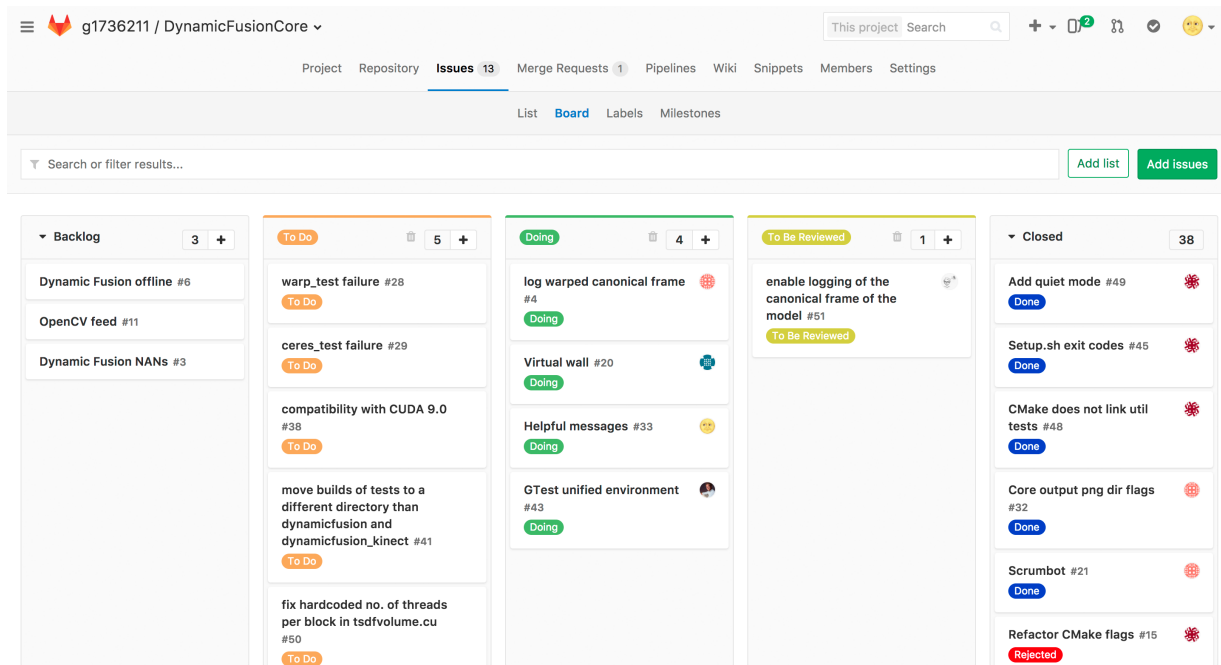 g1736211 / DynamicFusionCore
This project Search
2
Project Repository Issues 13 Merge Requests 1 Pipelines Wiki Snippets Members Settings
List Board Labels Milestones
Search or filter results...
Add list
Add issues
Backlog
3 +
Dynamic Fusion offline #6
OpenCV feed #11
Dynamic Fusion NANs #3
To Do
5 +
warp_test failure #28
To Do
ceres_test failure #29
To Do
compatibility with CUDA 9.0
#38
To Do
move builds of tests to a
different directory than
dynamicfusion and
dynamicfusion_kinect #41
To Do
fix hardcoded no. of threads
per block in tsdfvolume.cu
#50
To Do
Doing
4 +
log warped canonical frame
#4
Doing
Virtual wall #20
Doing
Helpful messages #33
Doing
GTest unified environment
#43
Doing
To Be Reviewed
1 +
enable logging of the
canonical frame of the
model #51
To Be Reviewed
Closed
38
Add quiet mode #49
Done
Setup.sh exit codes #45
Done
CMake does not link util
tests #48
Done
Core output png dir flags
#32
Done
Scrumbot #21
Done
Refactor CMake flags #15
Rejected